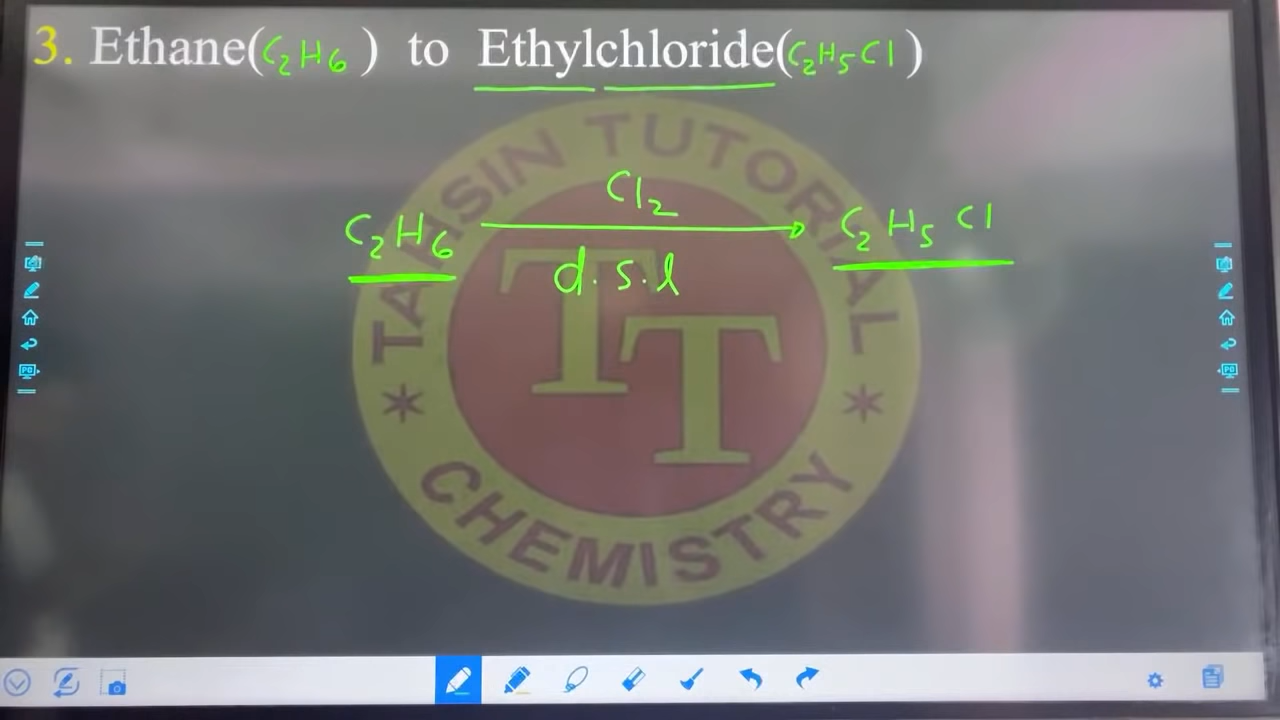 3. Ethane(C₂H₆) to Ethylchloride(C₂H₅Cl)
Cl₂
C₂H₆ → C₂H₅Cl
d.s.l
TAHSIN TUTORIAL
TT
* CHEMISTRY *